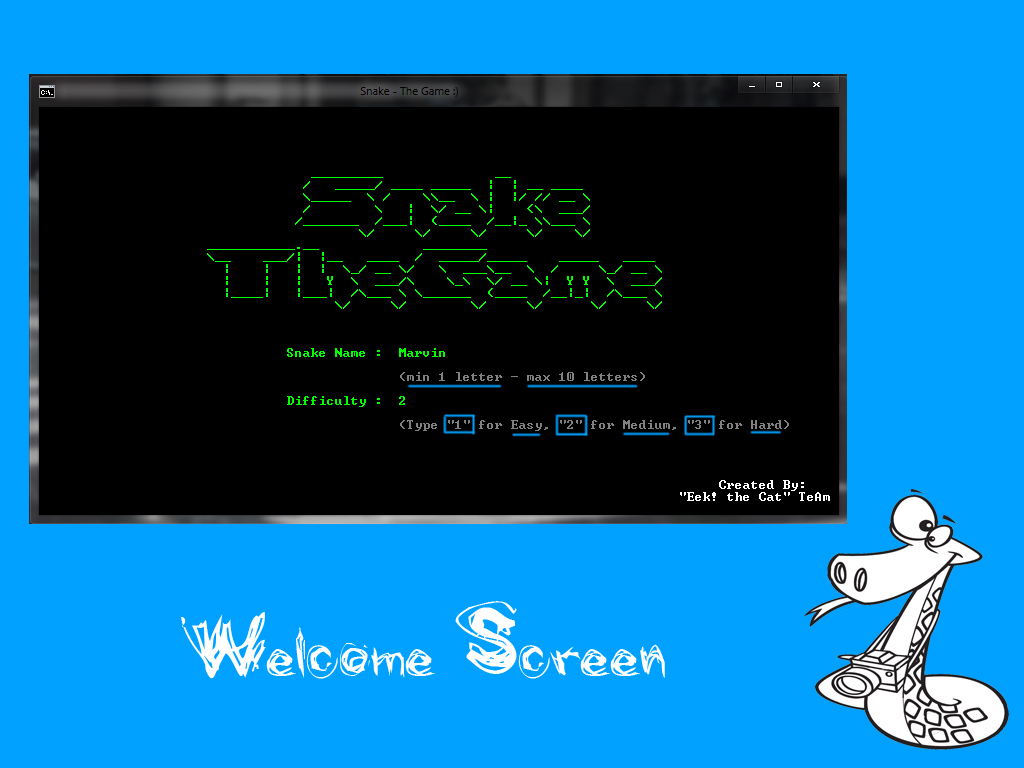 C:\.
Snake - The Game :)
Snake
The Game
Snake Name : Marvin
(min 1 letter - max 10 letters)
Difficulty : 2
(Type "1" for Easy, "2" for Medium, "3" for Hard)
Created By:
"Eek! the Cat" TeAm
Welcome Screen